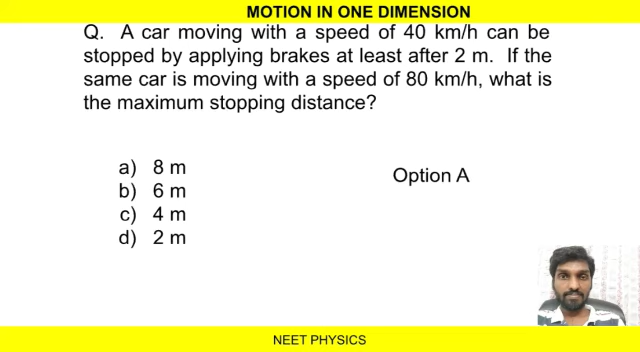 MOTION IN ONE DIMENSION
Q. A car moving with a speed of 40 km/h can be
stopped by applying brakes at least after 2 m. If the
same car is moving with a speed of 80 km/h, what is
the maximum stopping distance?
a) 8 m
b) 6 m
c) 4 m
d) 2 m
Option A
NEET PHYSICS